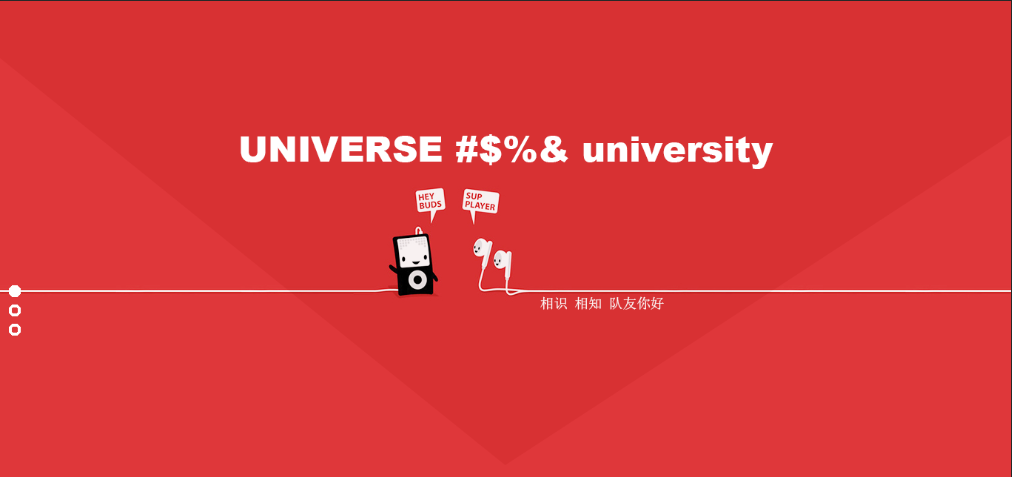 UNIVERSE #$%& university
HEY
BUDS
SUP
PLAYER
相识 相知 队友你好